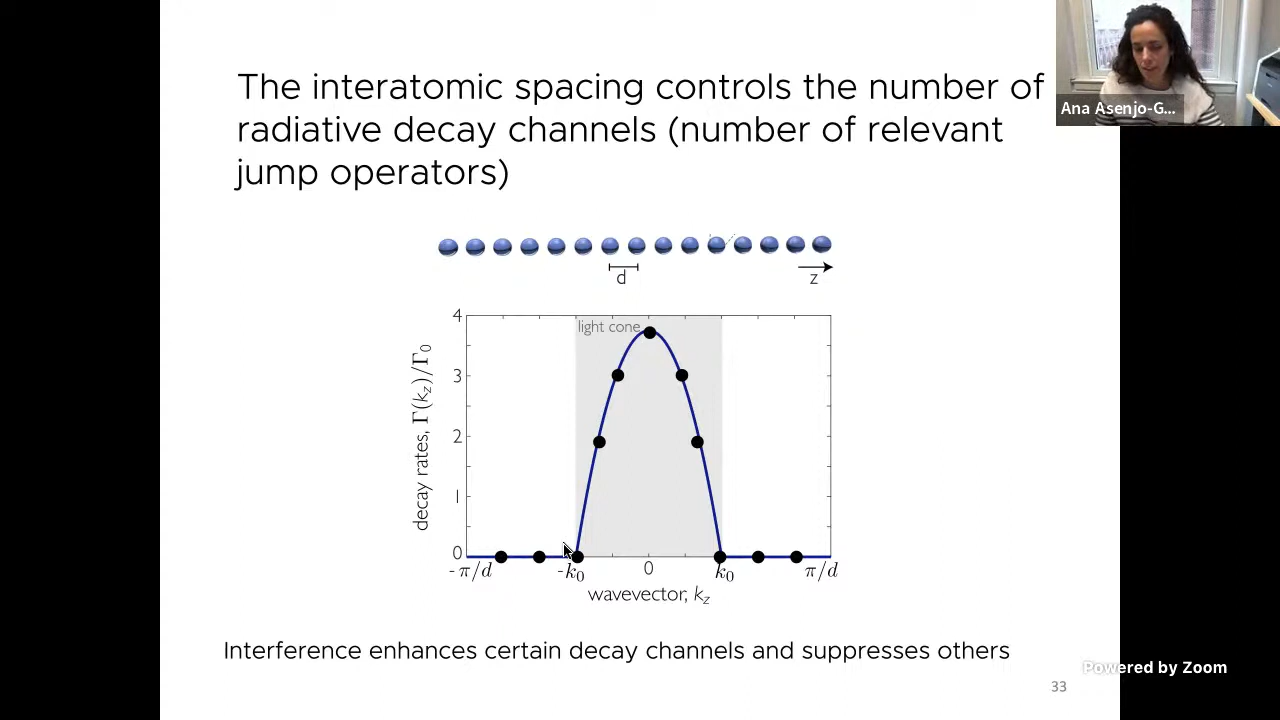 The interatomic spacing controls the number of
radiative decay channels (number of relevant
jump operators)
Ana Asenjo-G...
d
z
light cone
4
3
2
1
0
decay rates, Γ(k_z)/Γ_0
-π/d
-k_0
0
k_0
π/d
wavevector, k_z
Interference enhances certain decay channels and suppresses others
Powered by Zoom
33